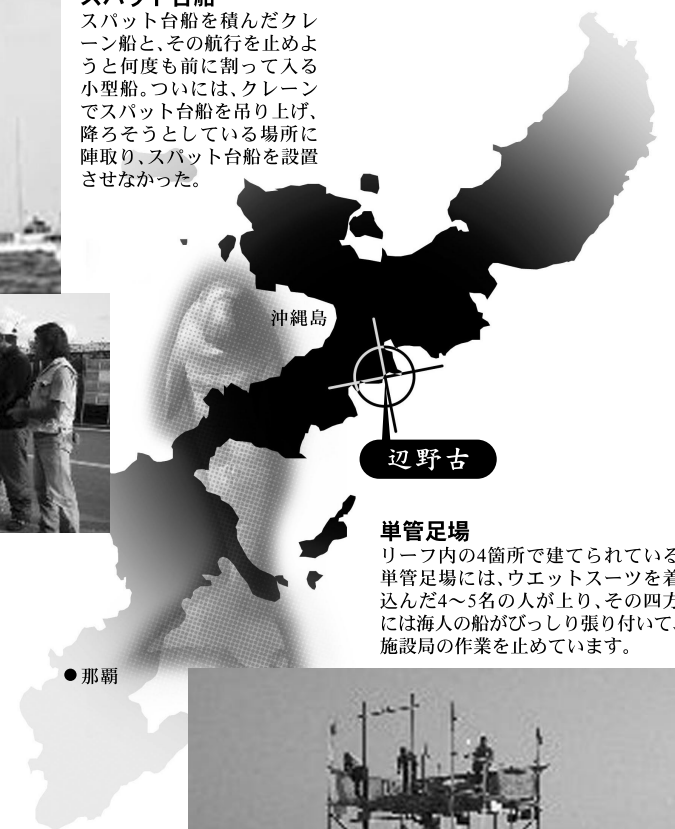 スパット台船
スパット台船を積んだクレ
ーン船と、その航行を止めよ
うと何度も前に割って入る
小型船。ついには、クレーン
でスパット台船を吊り上げ、
降ろそうとしている場所に
陣取り、スパット台船を設置
させなかった。
沖縄島
辺野古
単管足場
リーフ内の4箇所で建てられている
単管足場には、ウエットスーツを着
込んだ4〜5名の人が上り、その四方
には海人の船がびっしり張り付いて、
施設局の作業を止めています。
●那覇